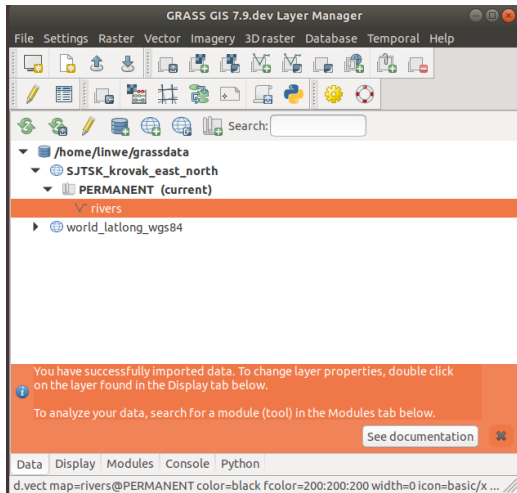 GRASS GIS 7.9.dev Layer Manager
File Settings Raster Vector Imagery 3D raster Database Temporal Help
Search:
/home/linwe/grassdata
SJTSK_krovak_east_north
PERMANENT (current)
rivers
world_latlong_wgs84
You have successfully imported data. To change layer properties, double click
on the layer found in the Display tab below.
To analyze your data, search for a module (tool) in the Modules tab below.
See documentation
Data Display Modules Console Python
d.vect map=rivers@PERMANENT color=black fcolor=200:200:200 width=0 icon=basic/x ...